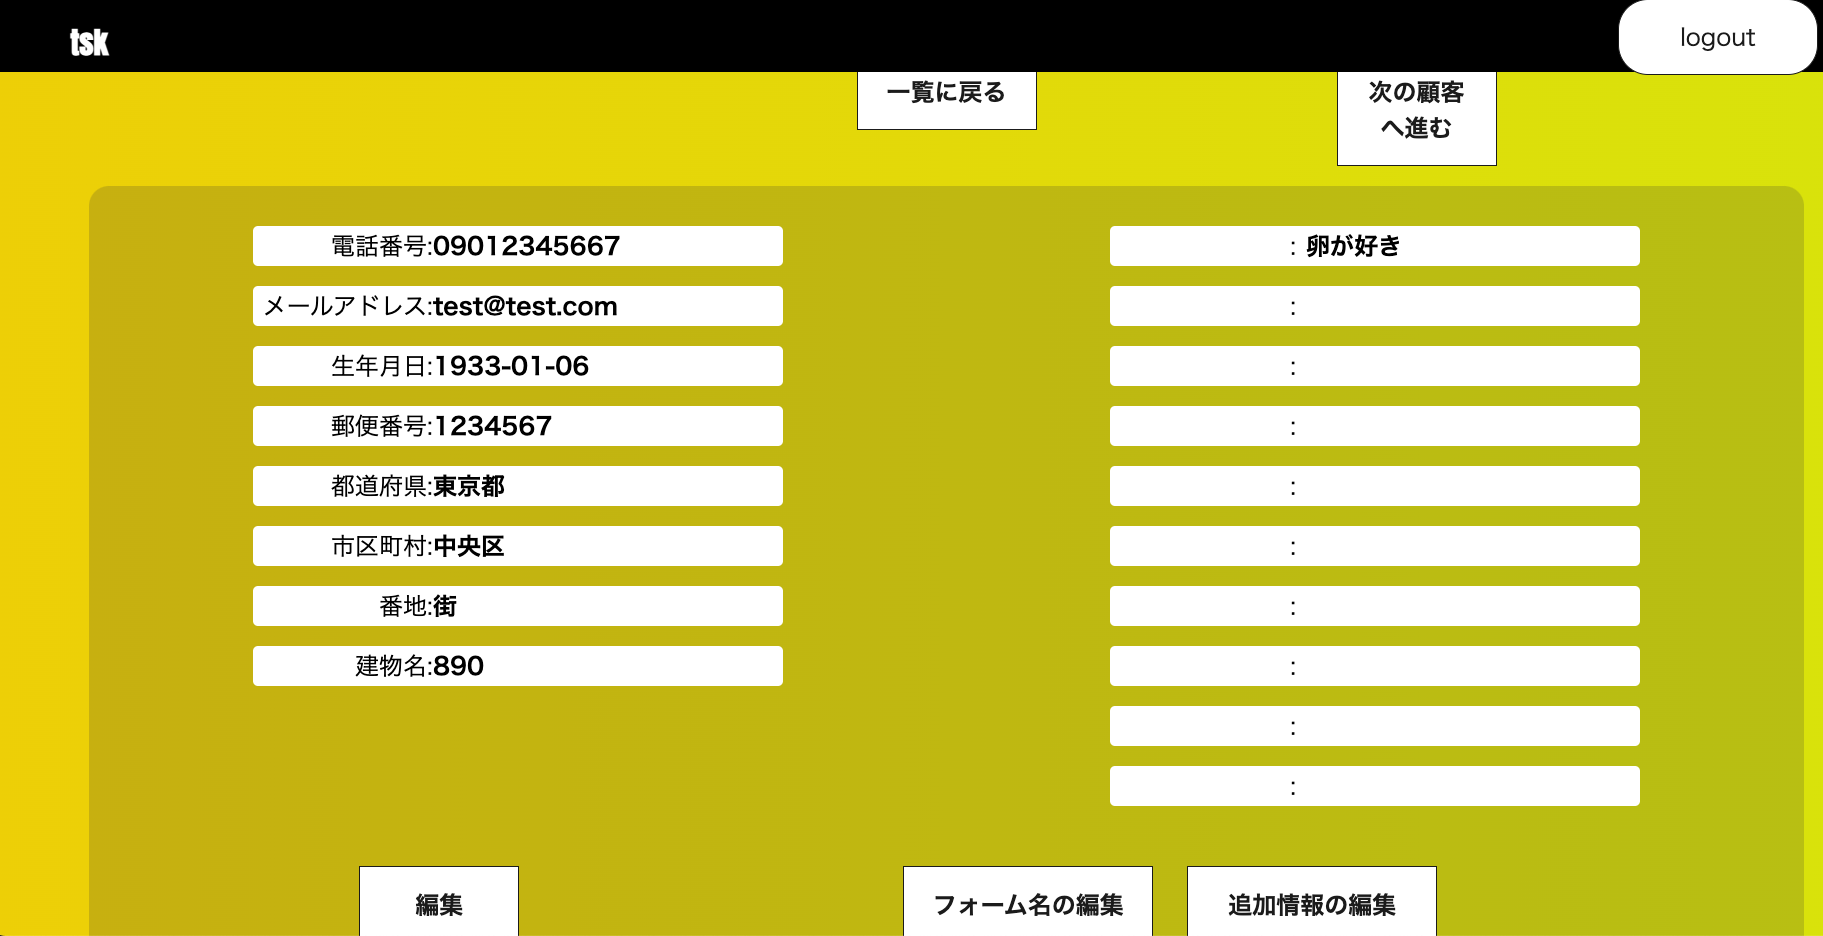 tsk
logout
一覧に戻る
次の顧客
へ進む
電話番号:09012345667
メールアドレス:test@test.com
生年月日:1933-01-06
郵便番号:1234567
都道府県:東京都
市区町村:中央区
番地:街
建物名:890
: 卵が好き
:
:
:
:
:
:
:
:
:
編集
フォーム名の編集
追加情報の編集